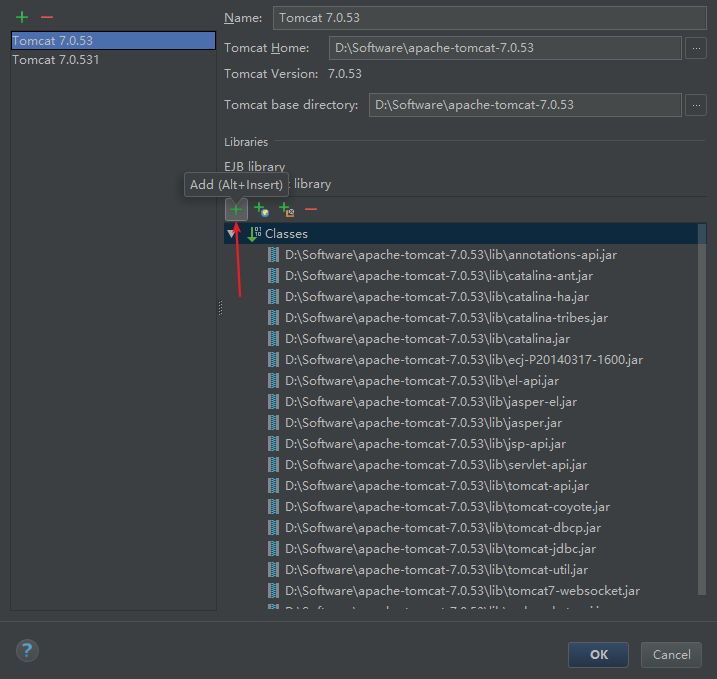 Name: Tomcat 7.0.53
Tomcat 7.0.53
Tomcat 7.0.531
Tomcat Home: D:\Software\apache-tomcat-7.0.53 ...
Tomcat Version: 7.0.53
Tomcat base directory: D:\Software\apache-tomcat-7.0.53 ...
Libraries
EJB library
Add (Alt+Insert)
library
Classes
D:\Software\apache-tomcat-7.0.53\lib\annotations-api.jar
D:\Software\apache-tomcat-7.0.53\lib\catalina-ant.jar
D:\Software\apache-tomcat-7.0.53\lib\catalina-ha.jar
D:\Software\apache-tomcat-7.0.53\lib\catalina-tribes.jar
D:\Software\apache-tomcat-7.0.53\lib\catalina.jar
D:\Software\apache-tomcat-7.0.53\lib\ecj-P20140317-1600.jar
D:\Software\apache-tomcat-7.0.53\lib\el-api.jar
D:\Software\apache-tomcat-7.0.53\lib\jasper-el.jar
D:\Software\apache-tomcat-7.0.53\lib\jasper.jar
D:\Software\apache-tomcat-7.0.53\lib\jsp-api.jar
D:\Software\apache-tomcat-7.0.53\lib\servlet-api.jar
D:\Software\apache-tomcat-7.0.53\lib\tomcat-api.jar
D:\Software\apache-tomcat-7.0.53\lib\tomcat-coyote.jar
D:\Software\apache-tomcat-7.0.53\lib\tomcat-dbcp.jar
D:\Software\apache-tomcat-7.0.53\lib\tomcat-jdbc.jar
D:\Software\apache-tomcat-7.0.53\lib\tomcat-util.jar
D:\Software\apache-tomcat-7.0.53\lib\tomcat7-websocket.jar
? OK Cancel